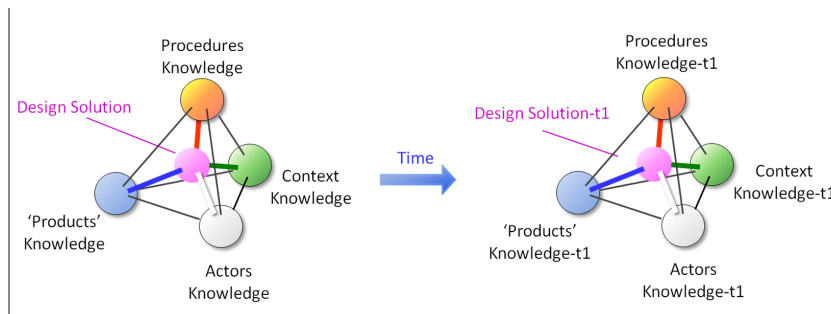 Procedures
Knowledge
Design Solution
Context
Knowledge
‘Products’
Knowledge
Actors
Knowledge
Time
Procedures
Knowledge-t1
Design Solution-t1
Context
Knowledge-t1
‘Products’
Knowledge-t1
Actors
Knowledge-t1